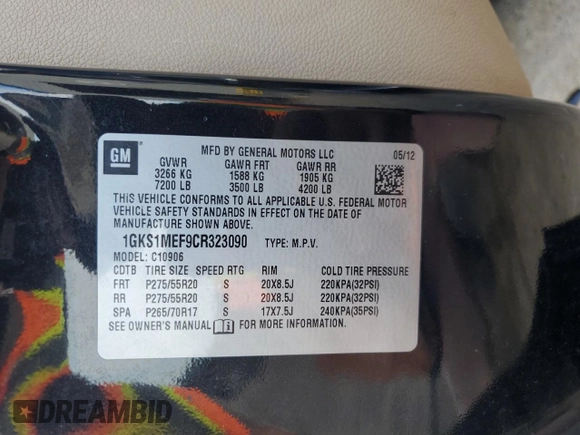 GM
MFD BY GENERAL MOTORS LLC
05/12
GVWR GAWR FRT GAWR RR
3266 KG 1588 KG 1905 KG
7200 LB 3500 LB 4200 LB
THIS VEHICLE CONFORMS TO ALL APPLICABLE U.S. FEDERAL MOTOR
VEHICLE SAFETY STANDARDS IN EFFECT ON THE DATE OF
MANUFACTURE SHOWN ABOVE.
1GKS1MEF9CR323090 TYPE: M.P.V.
MODEL: C10906
CDTB TIRE SIZE SPEED RTG RIM COLD TIRE PRESSURE
FRT P275/55R20 S 20X8.5J 220KPA(32PSI)
RR P275/55R20 S 20X8.5J 220KPA(32PSI)
SPA P265/70R17 S 17X7.5J 240KPA(35PSI)
SEE OWNER'S MANUAL FOR MORE INFORMATION.
DREAMBID